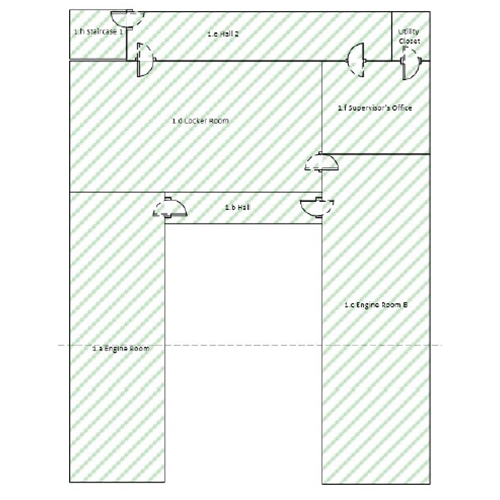 1.h Staircase 1
1.e Hall 2
Utility
Closet
1.f Supervisor's Office
1.d Locker Room
1.b Hall
1.c Engine Room B
1.a Engine Room